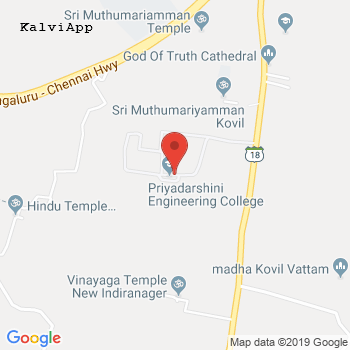 Sri Muthumariamman
Temple
KalviApp
God Of Truth Cathedral
ngaluru - Chennai Hwy
Sri Muthumariyamman
Kovil
18
Priyadarshini
Engineering College
Hindu Temple...
madha Kovil Vattam
Vinayaga Temple
New Indiranager
Google
Map data ©2019 Google